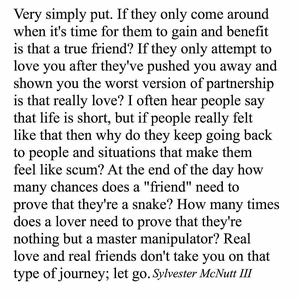 Very simply put. If they only come around
when it's time for them to gain and benefit
is that a true friend? If they only attempt to
love you after they've pushed you away and
shown you the worst version of partnership
is that really love? I often hear people say
that life is short, but if people really felt
like that then why do they keep going back
to people and situations that make them
feel like scum? At the end of the day how
many chances does a "friend" need to
prove that they're a snake? How many times
does a lover need to prove that they're
nothing but a master manipulator? Real
love and real friends don't take you on that
type of journey; let go. Sylvester McNutt III